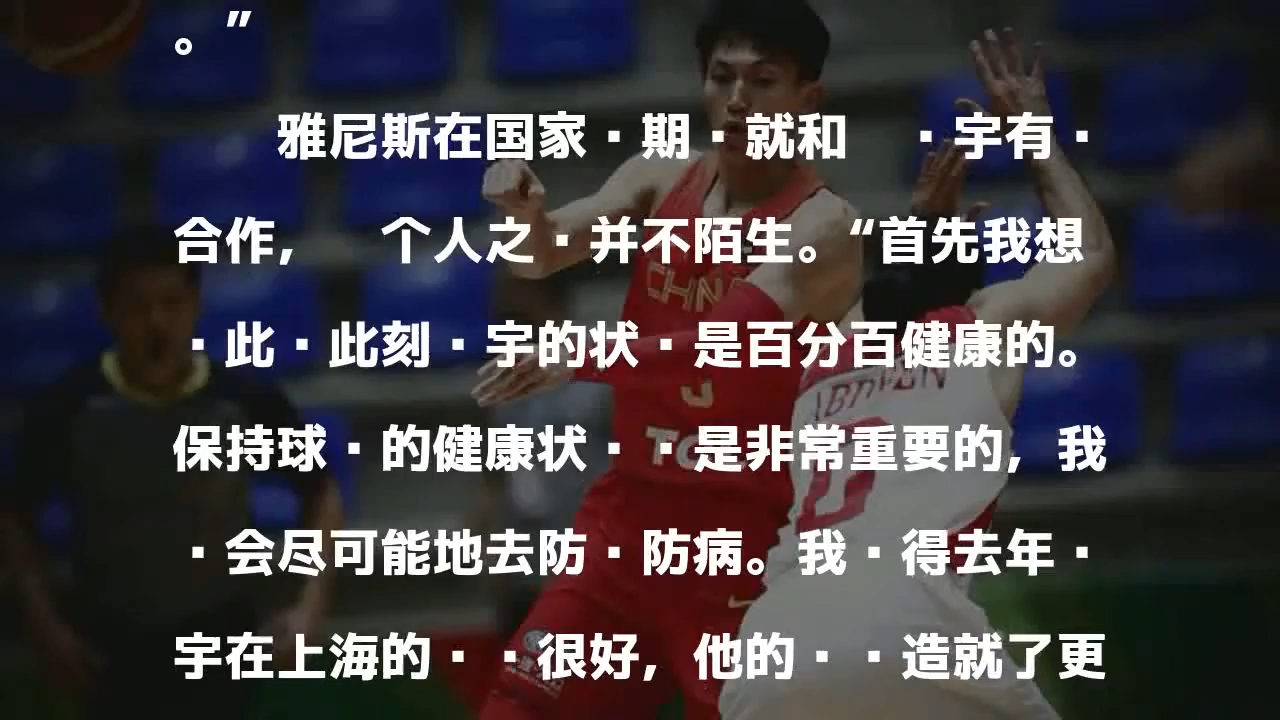 。”
雅尼斯在国家·期·就和 ·宇有·
合作, 个人之·并不陌生。“首先我想
·此·此刻·宇的状·是百分百健康的。
保持球·的健康状··是非常重要的,我
·会尽可能地去防·防病。我·得去年·
宇在上海的··很好,他的··造就了更
CHIN
TC